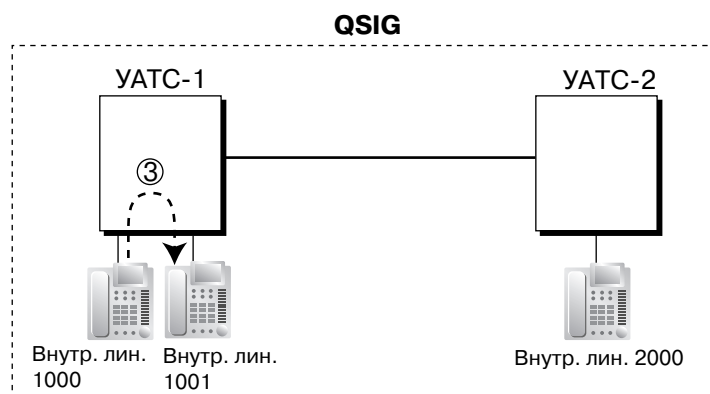 QSIG
УАТС-1
УАТС-2
③
Внутр. лин.
1000
Внутр. лин.
1001
Внутр. лин. 2000